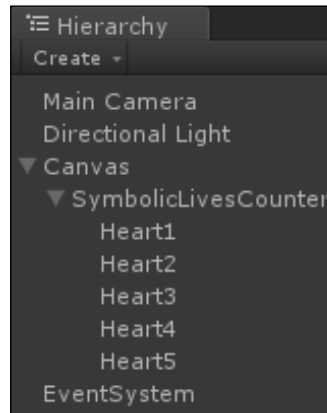 Hierarchy
Create
Main Camera
Directional Light
Canvas
SymbolicLivesCounter
Heart1
Heart2
Heart3
Heart4
Heart5
EventSystem